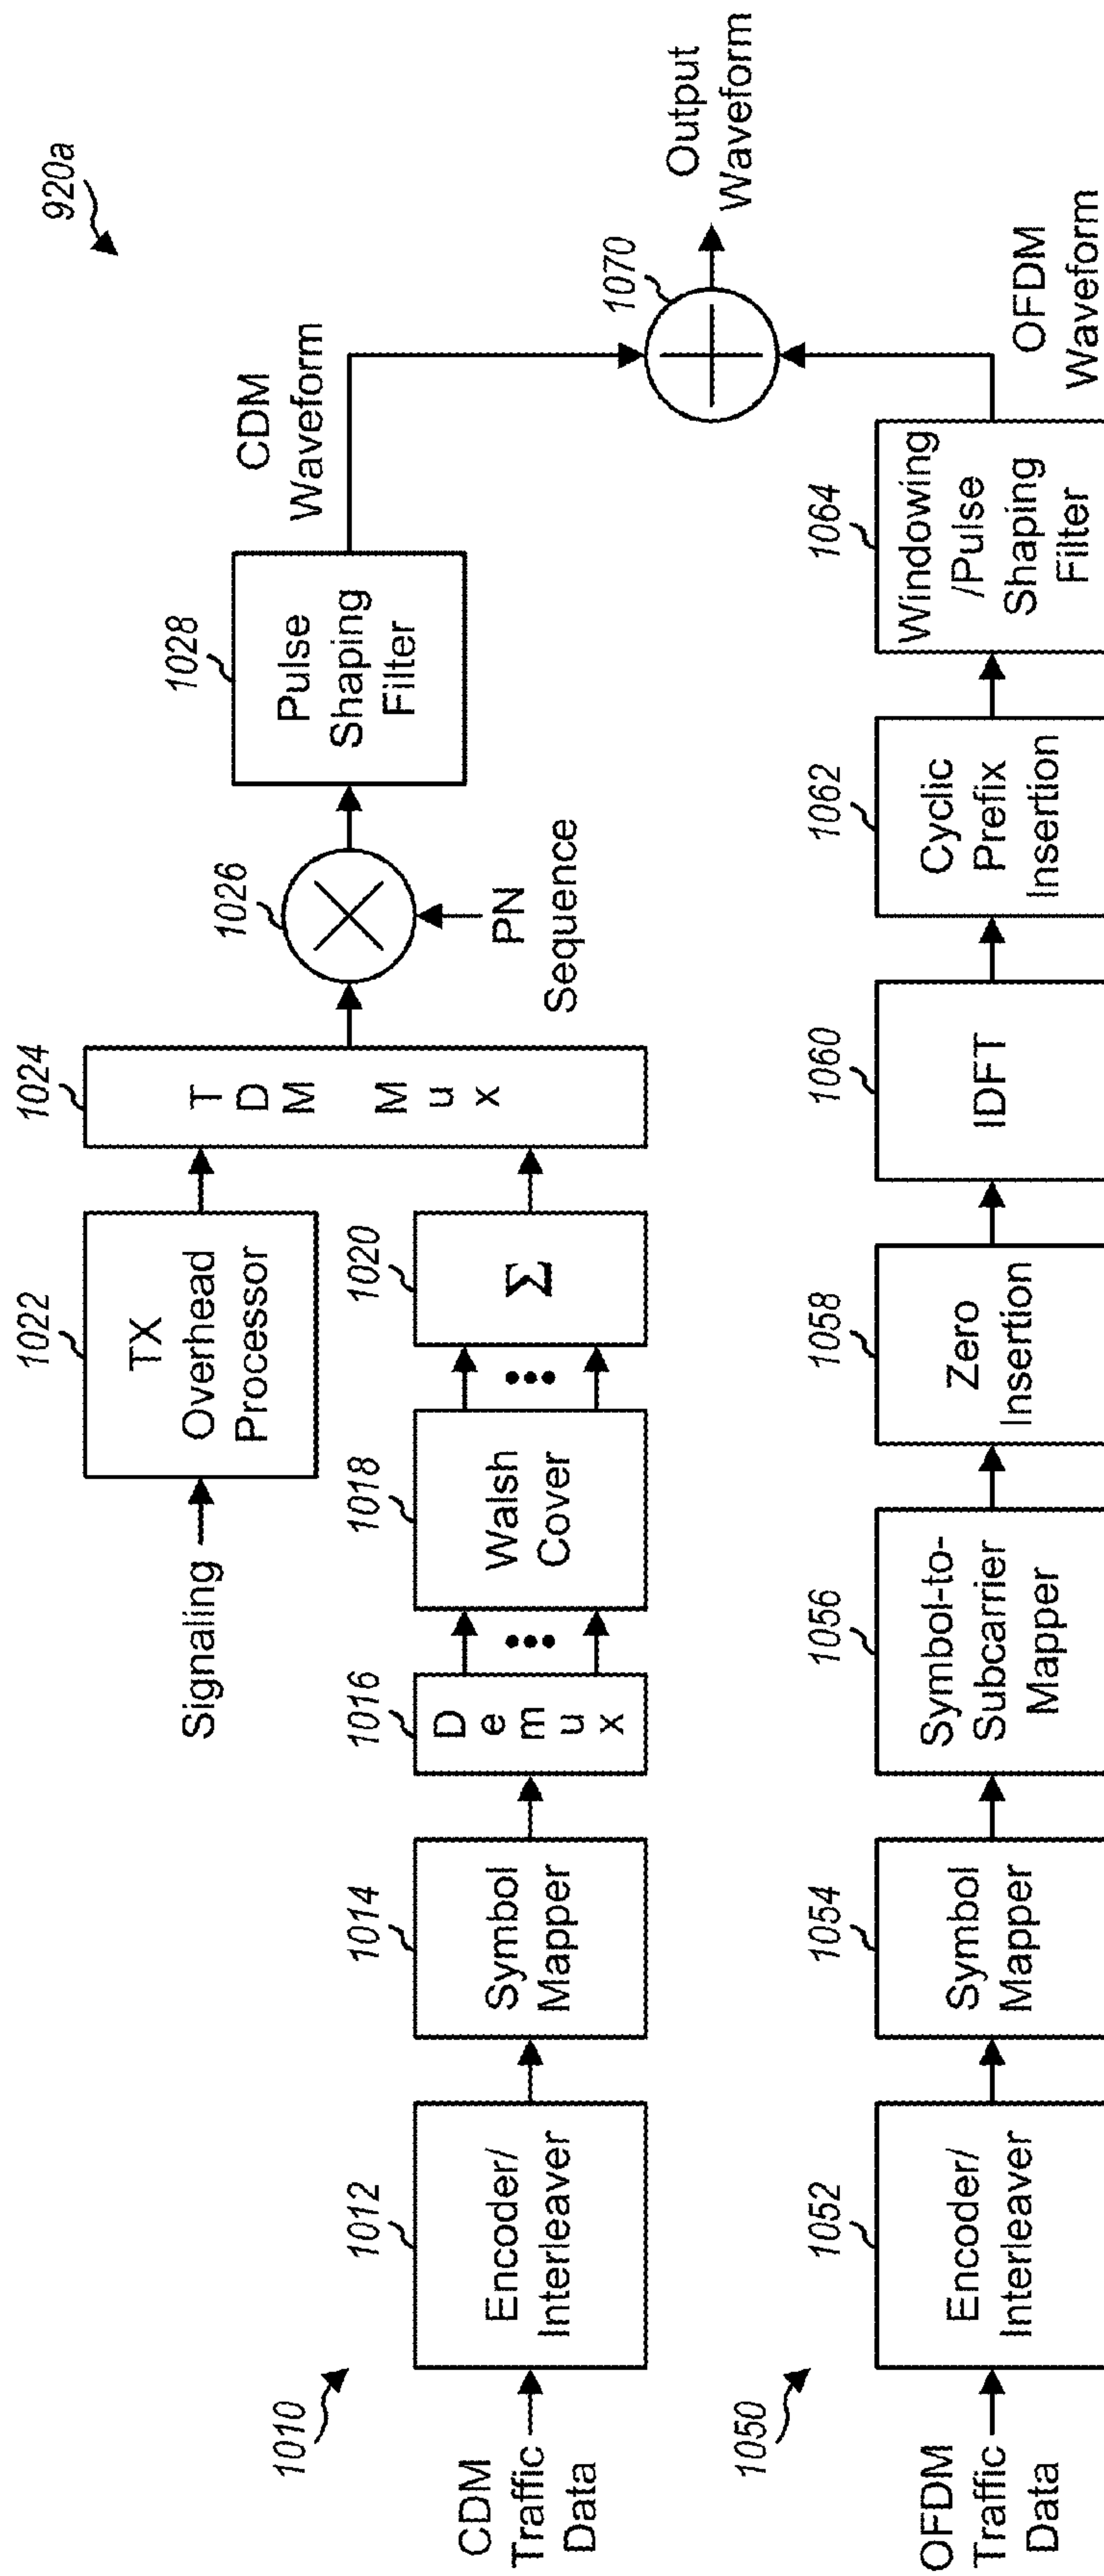 920a
1022
TX
Overhead
Processor
Signaling
1024
T
D
M
M
u
x
1026
PN
Sequence
1028
Pulse
Shaping
Filter
CDM
Waveform
1010
CDM
Traffic
Data
1012
Encoder/
Interleaver
1014
Symbol
Mapper
1016
D
e
m
u
x
1018
Walsh
Cover
1020
Σ
1070
Output
Waveform
1050
OFDM
Traffic
Data
1052
Encoder/
Interleaver
1054
Symbol
Mapper
1056
Symbol-to-
Subcarrier
Mapper
1058
Zero
Insertion
1060
IDFT
1062
Cyclic
Prefix
Insertion
1064
Windowing
/Pulse
Shaping
Filter
OFDM
Waveform